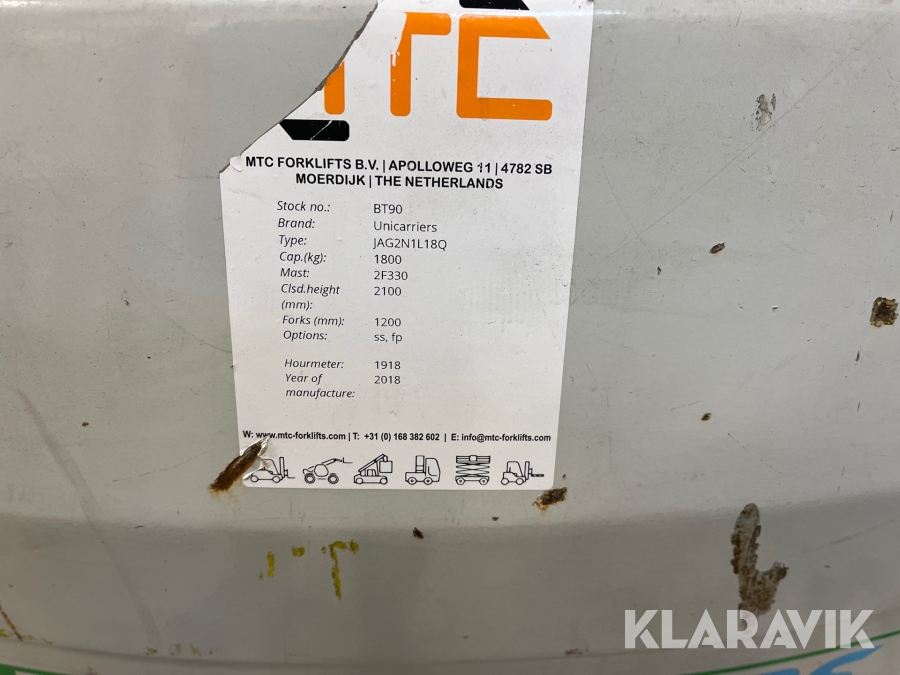 MTC FORKLIFTS B.V. | APOLLOWEG 11 | 4782 SB
MOERDIJK | THE NETHERLANDS
Stock no.: BT90
Brand: Unicarriers
Type: JAG2N1L18Q
Cap.(kg): 1800
Mast: 2F330
Clsd.height 2100
(mm):
Forks (mm): 1200
Options: ss, fp
Hourmeter: 1918
Year of 2018
manufacture:
W: www.mtc-forklifts.com | T: +31 (0) 168 382 602 | E: info@mtc-forklifts.com
KLARAVIK